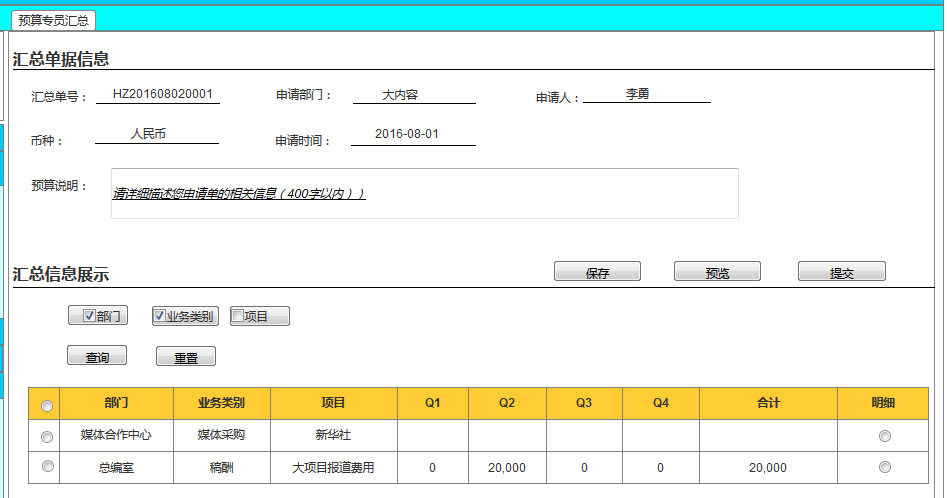 预算专员汇总
汇总单据信息
汇总单号： HZ201608020001 申请部门： 大内容 申请人： 李勇
币种： 人民币 申请时间： 2016-08-01
预算说明： 请详细描述您申请单的相关信息（400字以内））
汇总信息展示 保存 预览 提交
部门 业务类别 项目
查询 重置
部门 业务类别 项目 Q1 Q2 Q3 Q4 合计 明细
媒体合作中心 媒体采购 新华社
总编室 稿酬 大项目报道费用 0 20,000 0 0 20,000